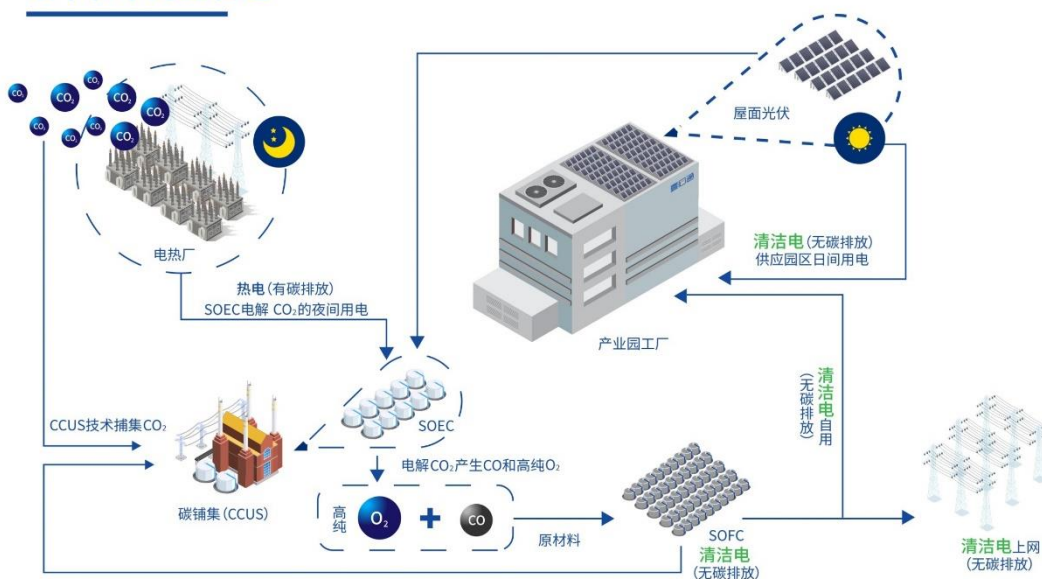 CO₂
CO₂
CO₂
CO₂
CO₂
CO₂
CO₂
CO₂
CO₂
屋面光伏
电热厂
清洁电(无碳排放)
供应园区日间用电
热电(有碳排放)
SOEC电解 CO₂的夜间用电
产业园工厂
清洁电自用
(无碳排放)
SOEC
CCUS技术捕集CO₂
电解CO₂产生CO和高纯O₂
碳铺集(CCUS)
高纯
O₂
+
CO
原材料
SOFC
清洁电
(无碳排放)
清洁电上网
(无碳排放)